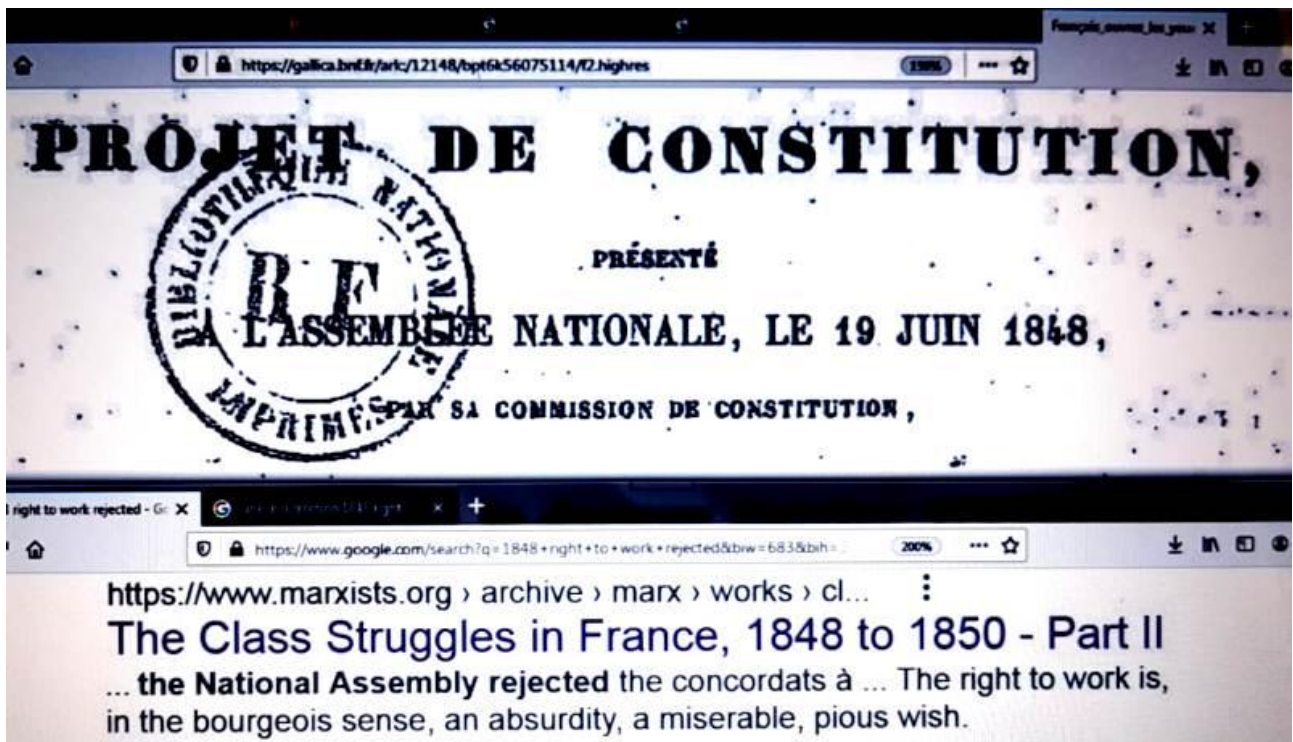 François_ouvrez_les_yeux X +
https://gallica.bnf.fr/ark:/12148/bpt6k56075114/f2.highres
PROJET DE CONSTITUTION,
PRÉSENTÉ
A L'ASSEMBLÉE NATIONALE, LE 19 JUIN 1848,
PAR SA COMMISSION DE CONSTITUTION,
BIBLIOTHEQUE NATIONALE
R F
IMPRIMÉS
right to work rejected - Go X
https://www.google.com/search?q=1848+right+to+work+rejected&biw=683&bih=
200%
https://www.marxists.org › archive › marx › works › cl...
The Class Struggles in France, 1848 to 1850 - Part II
... the National Assembly rejected the concordats à ... The right to work is,
in the bourgeois sense, an absurdity, a miserable, pious wish.